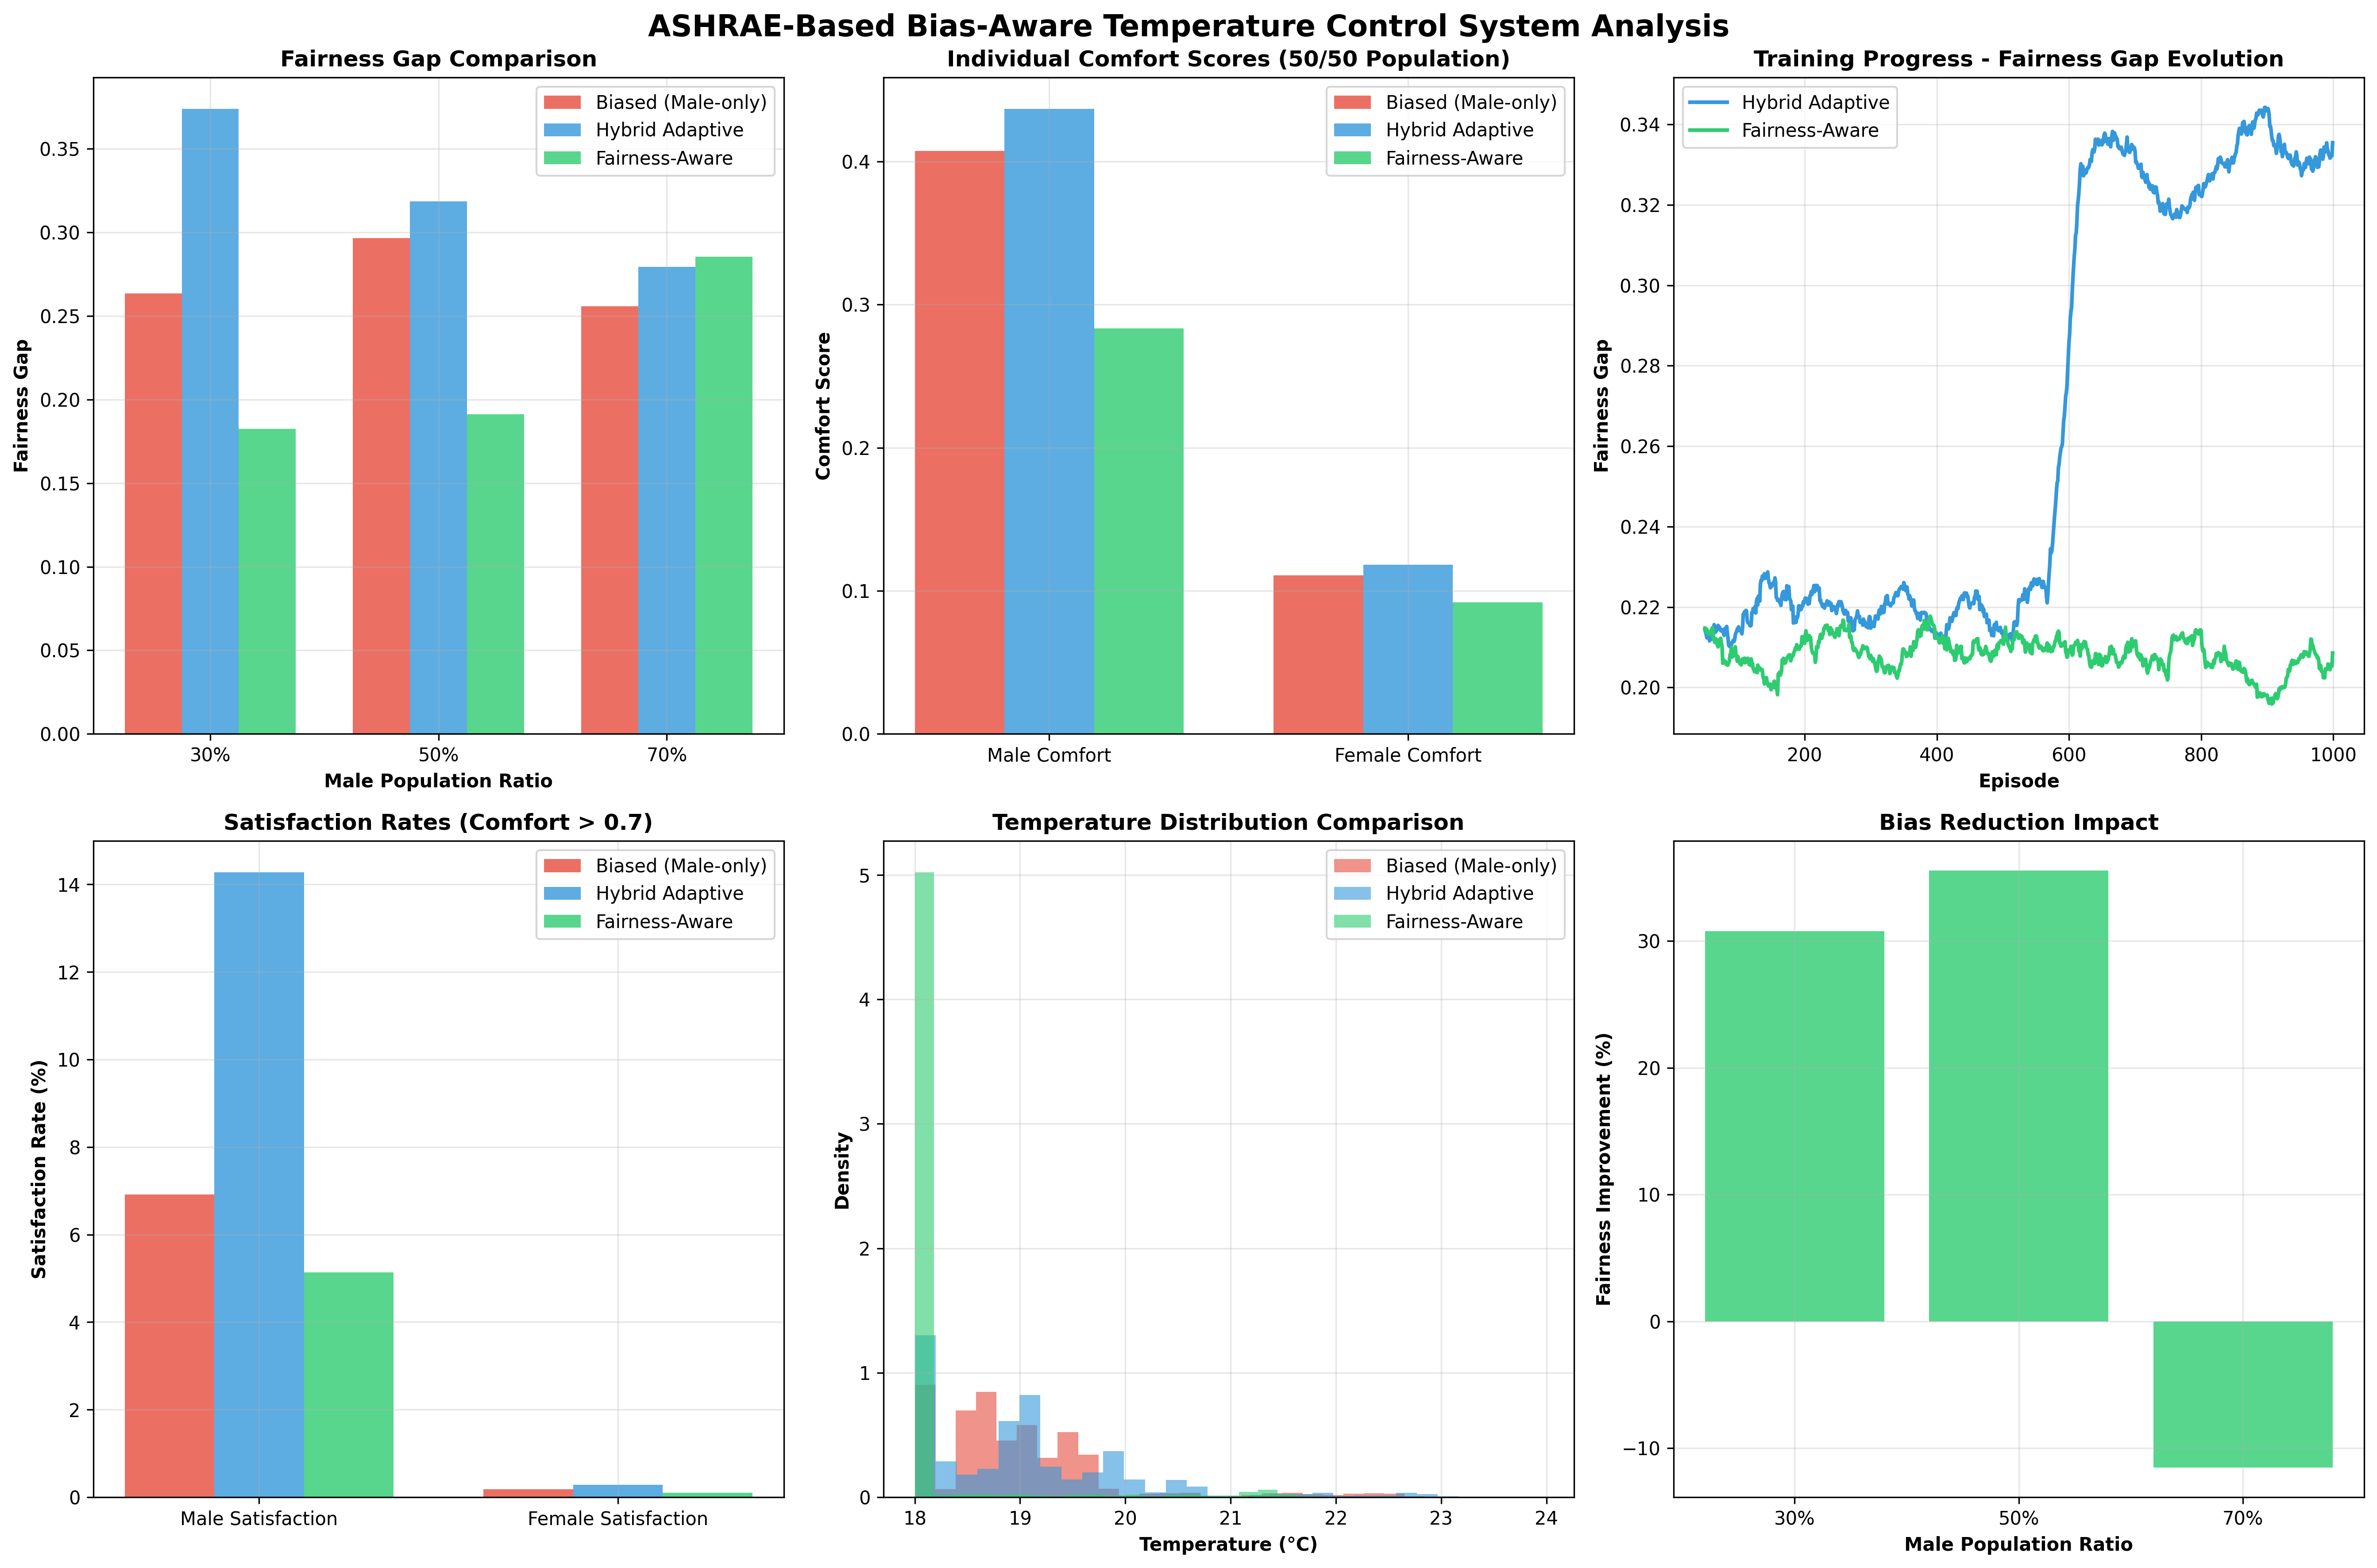 ASHRAE-Based Bias-Aware Temperature Control System Analysis
Fairness Gap Comparison
Biased (Male-only)
Hybrid Adaptive
Fairness-Aware
Fairness Gap
0.35
0.30
0.25
0.20
0.15
0.10
0.05
0.00
30%
50%
70%
Male Population Ratio
Individual Comfort Scores (50/50 Population)
Biased (Male-only)
Hybrid Adaptive
Fairness-Aware
Comfort Score
0.4
0.3
0.2
0.1
0.0
Male Comfort
Female Comfort
Training Progress - Fairness Gap Evolution
Hybrid Adaptive
Fairness-Aware
Fairness Gap
0.34
0.32
0.30
0.28
0.26
0.24
0.22
0.20
200
400
600
800
1000
Episode
Satisfaction Rates (Comfort > 0.7)
Biased (Male-only)
Hybrid Adaptive
Fairness-Aware
Satisfaction Rate (%)
14
12
10
8
6
4
2
0
Male Satisfaction
Female Satisfaction
Temperature Distribution Comparison
Biased (Male-only)
Hybrid Adaptive
Fairness-Aware
Density
5
4
3
2
1
0
18
19
20
21
22
23
24
Temperature (°C)
Bias Reduction Impact
Fairness Improvement (%)
30
20
10
0
−10
30%
50%
70%
Male Population Ratio